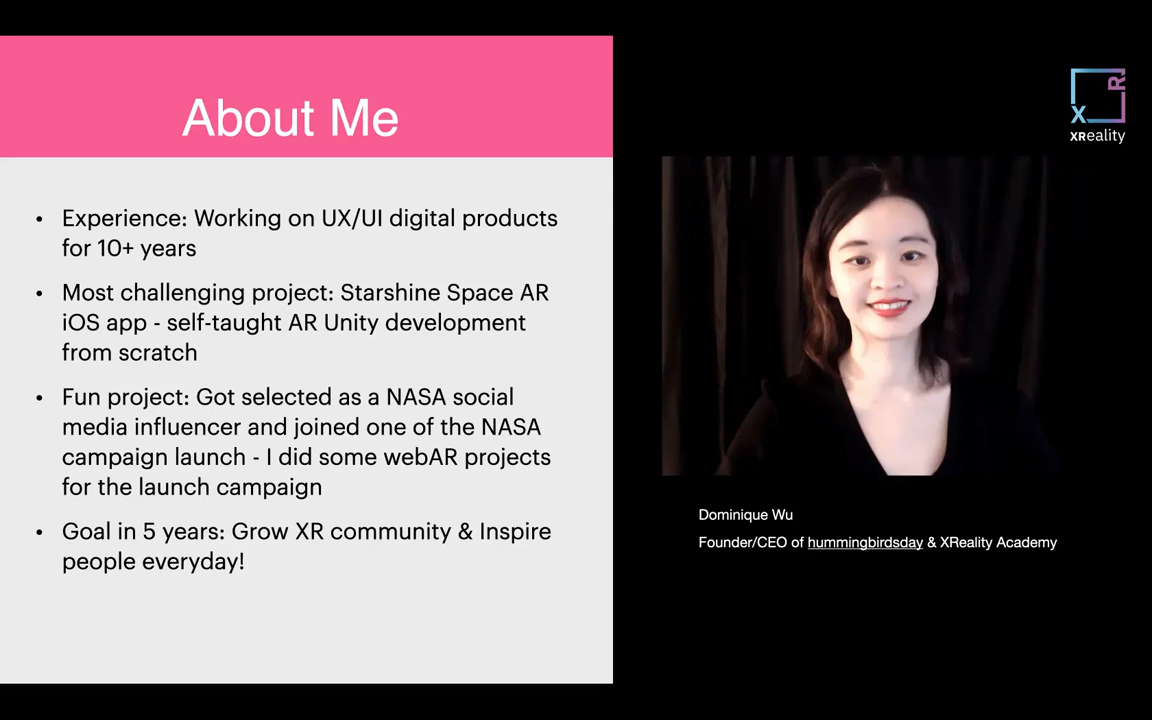 About Me
• Experience: Working on UX/UI digital products
for 10+ years
• Most challenging project: Starshine Space AR
iOS app - self-taught AR Unity development
from scratch
• Fun project: Got selected as a NASA social
media influencer and joined one of the NASA
campaign launch - I did some webAR projects
for the launch campaign
• Goal in 5 years: Grow XR community & Inspire
people everyday!
X R
XReality
Dominique Wu
Founder/CEO of hummingbirdsday & XReality Academy